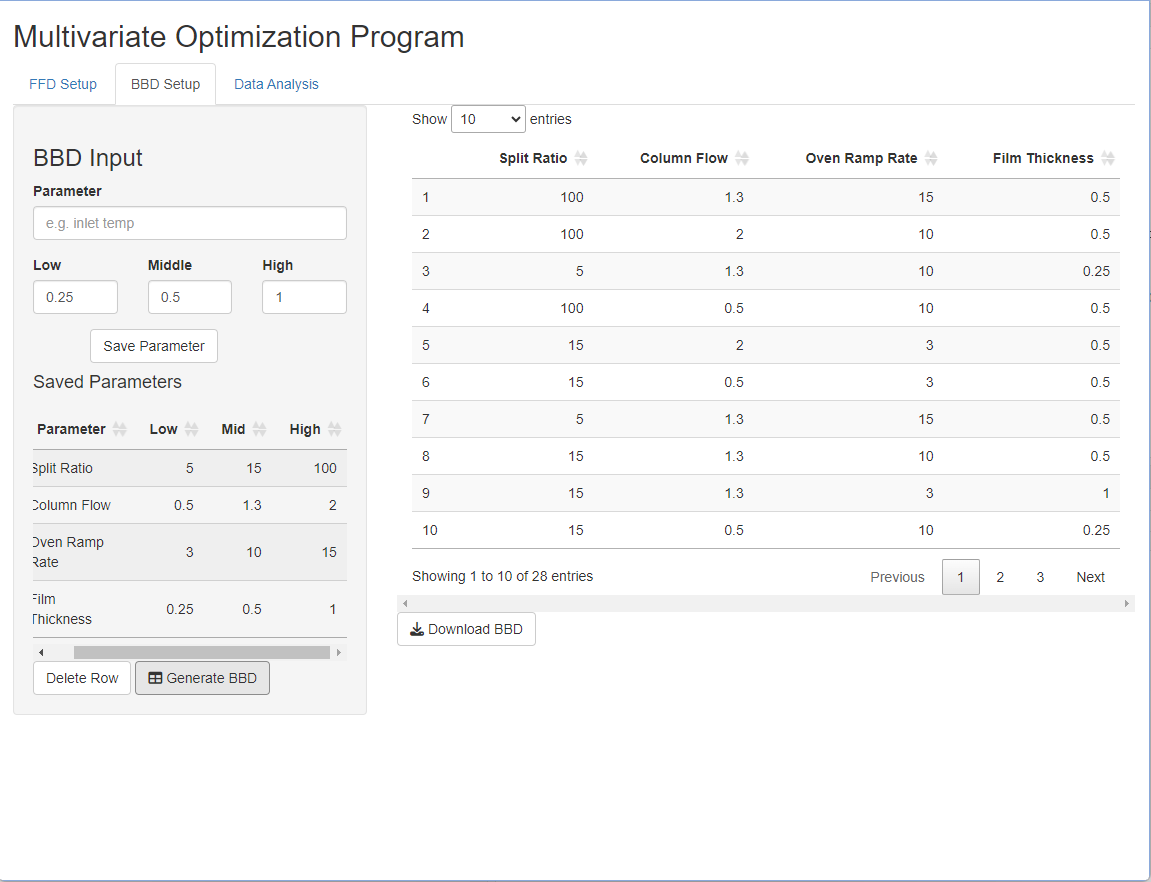 Multivariate Optimization Program
FFD Setup BBD Setup Data Analysis
BBD Input
Parameter
e.g. inlet temp
Low Middle High
0.25 0.5 1
Save Parameter
Saved Parameters
Parameter Low Mid High
Split Ratio 5 15 100
Column Flow 0.5 1.3 2
Oven Ramp
Rate 3 10 15
Film
Thickness 0.25 0.5 1
Delete Row Generate BBD
Show 10 entries
Split Ratio Column Flow Oven Ramp Rate Film Thickness
1 100 1.3 15 0.5
2 100 2 10 0.5
3 5 1.3 10 0.25
4 100 0.5 10 0.5
5 15 2 3 0.5
6 15 0.5 3 0.5
7 5 1.3 15 0.5
8 15 1.3 10 0.5
9 15 1.3 3 1
10 15 0.5 10 0.25
Showing 1 to 10 of 28 entries
Previous 1 2 3 Next
Download BBD